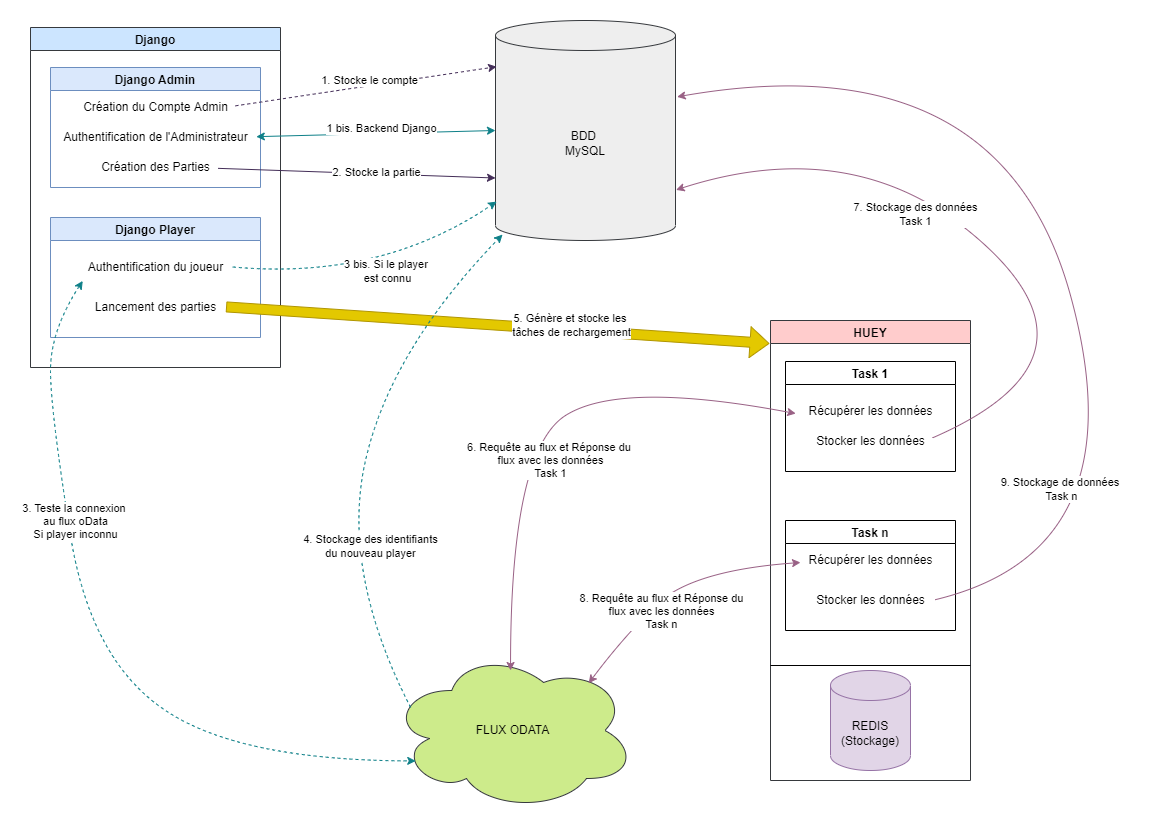 Django
Django Admin
Création du Compte Admin
Authentification de l'Administrateur
Création des Parties
Django Player
Authentification du joueur
Lancement des parties
1. Stocke le compte
1 bis. Backend Django
2. Stocke la partie
3 bis. Si le player
est connu
BDD
MySQL
7. Stockage des données
Task 1
5. Génère et stocke les
tâches de rechargement
HUEY
Task 1
Récupérer les données
Stocker les données
6. Requête au flux et Réponse du
flux avec les données
Task 1
9. Stockage de données
Task n
3. Teste la connexion
au flux oData
Si player inconnu
4. Stockage des identifiants
du nouveau player
Task n
Récupérer les données
Stocker les données
8. Requête au flux et Réponse du
flux avec les données
Task n
FLUX ODATA
REDIS
(Stockage)